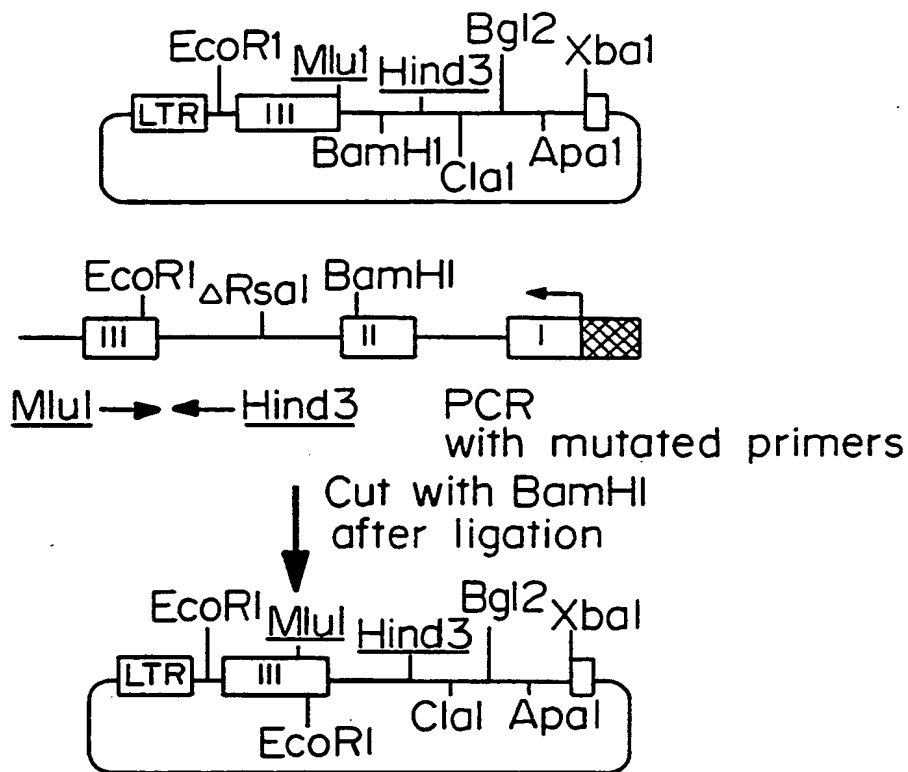 EcoR1 Mlu1 Hind3 Bgl2 Xba1
LTR III
BamH1 Cla1 Apa1
EcoRI ΔRsaI BamHI
III II I
MluI Hind3 PCR
with mutated primers
Cut with BamHI
after ligation
EcoRI MluI Hind3 Bgl2 XbaI
LTR III
EcoRI ClaI ApaI